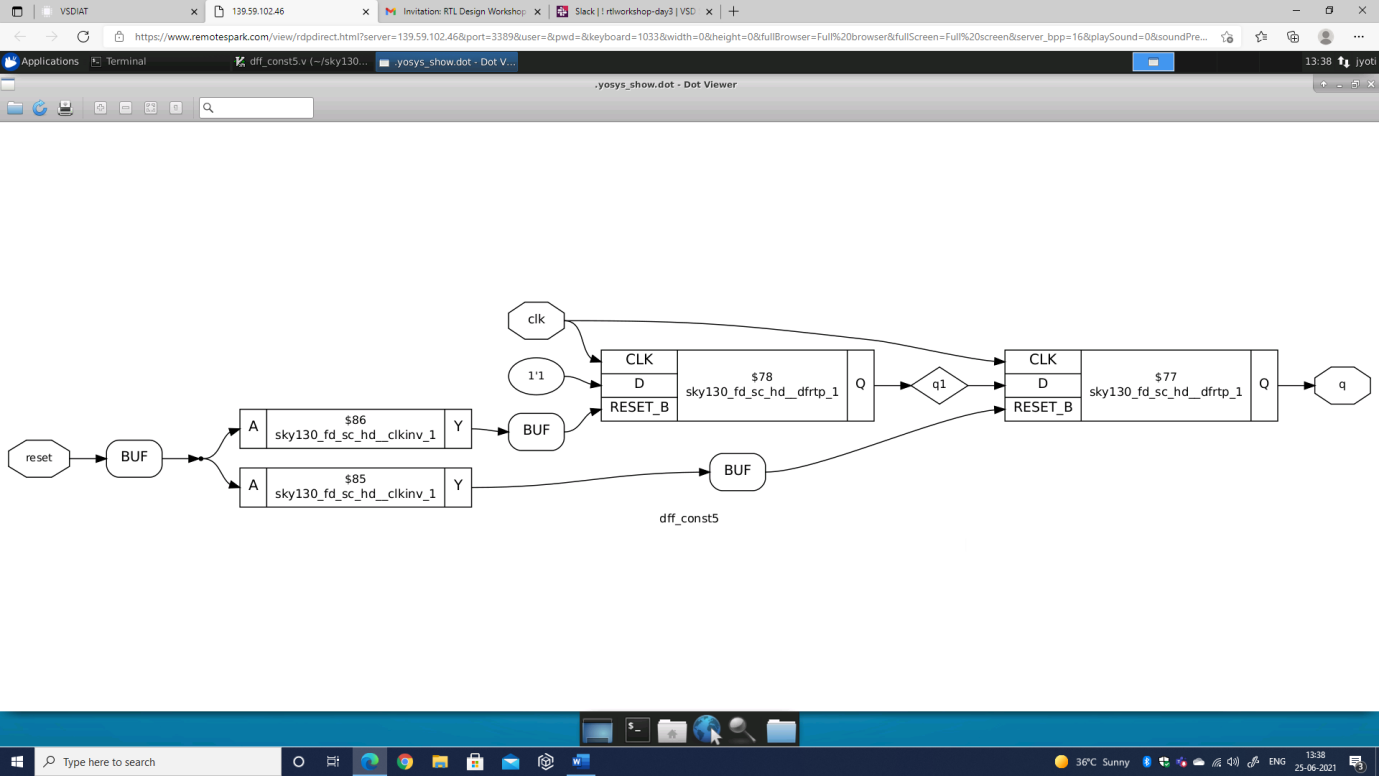 VSDIAT
139.59.102.46
Invitation: RTL Design Workshop
Slack | ! rtlworkshop-day3 | VSD
https://www.remotespark.com/view/rdpdirect.html?server=139.59.102.46&port=3389&user=&pwd=&keyboard=1033&width=0&height=0&fullBrowser=Full%20browser&fullScreen=Full%20screen&server_bpp=16&playSound=0&soundPre...
Applications
Terminal
dff_const5.v (~/sky130...
.yosys_show.dot - Dot V...
13:38
jyoti
.yosys_show.dot - Dot Viewer
clk
CLK
D
RESET_B
$78
sky130_fd_sc_hd__dfrtp_1
Q
q1
CLK
D
RESET_B
$77
sky130_fd_sc_hd__dfrtp_1
Q
q
1'1
BUF
A
$86
sky130_fd_sc_hd__clkinv_1
Y
reset
BUF
A
$85
sky130_fd_sc_hd__clkinv_1
Y
BUF
dff_const5
Type here to search
36°C Sunny
ENG
13:38
25-06-2021
3